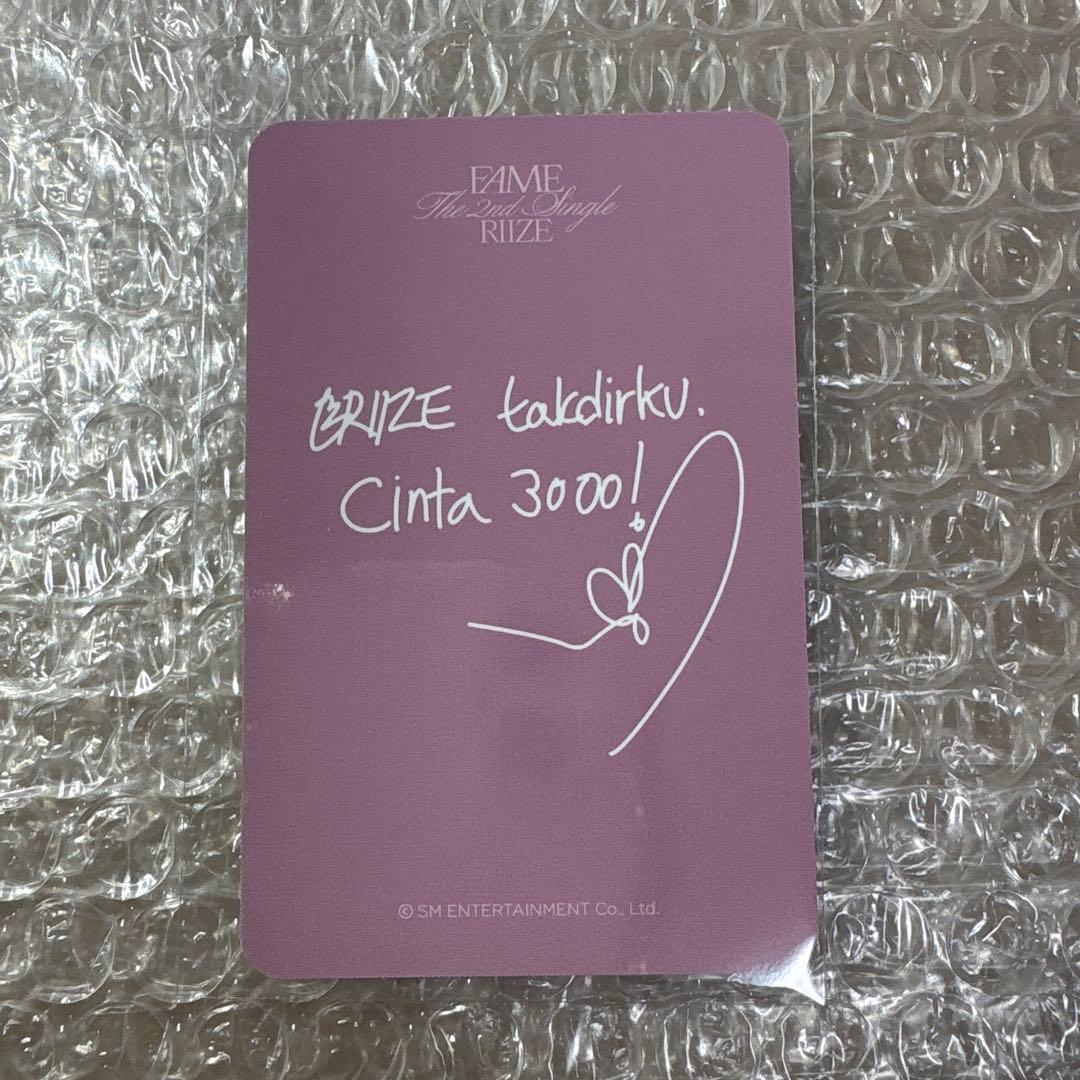 FAME
The 2nd Single
RIIZE
BRIIZE takdirku.
Cinta 3000!
© SM ENTERTAINMENT Co., Ltd.